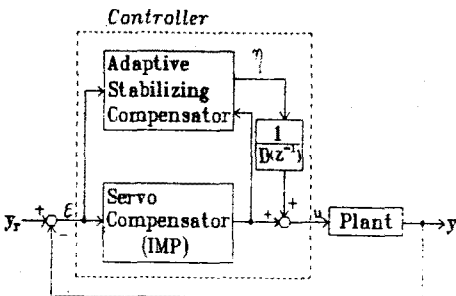 Controller
Adaptive
Stabilizing
Compensator
η
1
D(z⁻¹)
+
y_r
+
ξ
−
Servo
Compensator
(IMP)
+
u
Plant
y